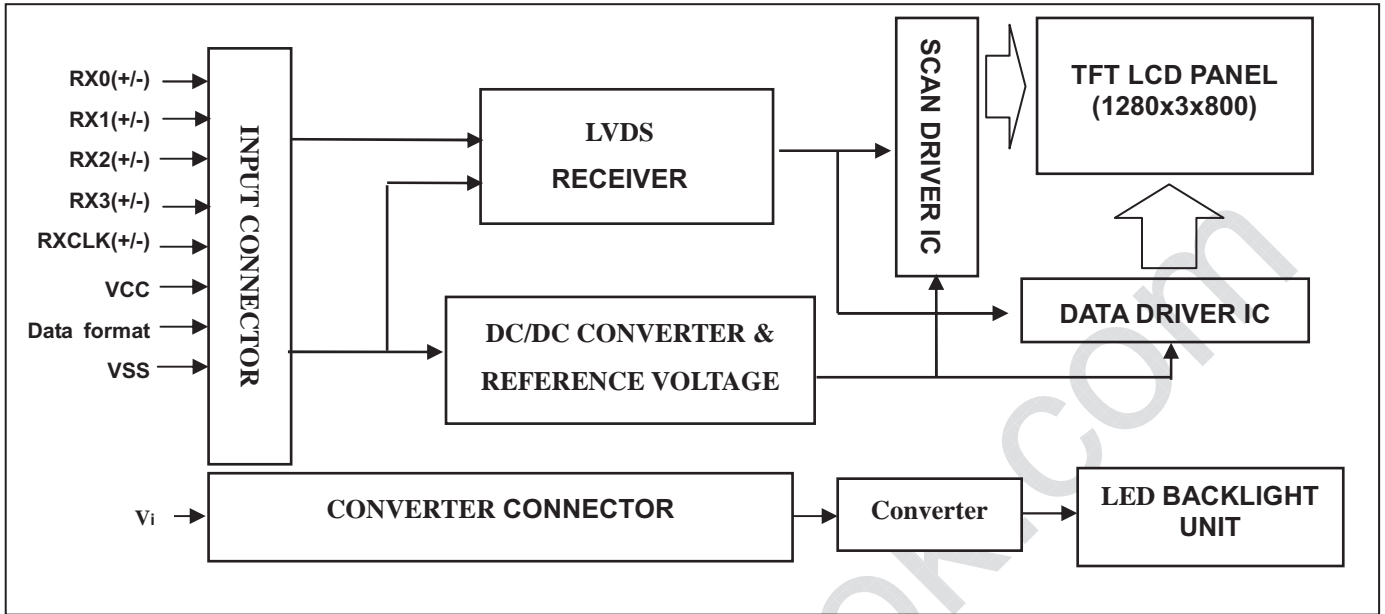 RX0(+/-)
RX1(+/-)
RX2(+/-)
RX3(+/-)
RXCLK(+/-)
VCC
Data format
VSS
INPUT CONNECTOR
LVDS
RECEIVER
DC/DC CONVERTER &
REFERENCE VOLTAGE
SCAN DRIVER IC
TFT LCD PANEL
(1280x3x800)
DATA DRIVER IC
Vi
CONVERTER CONNECTOR
Converter
LED BACKLIGHT
UNIT